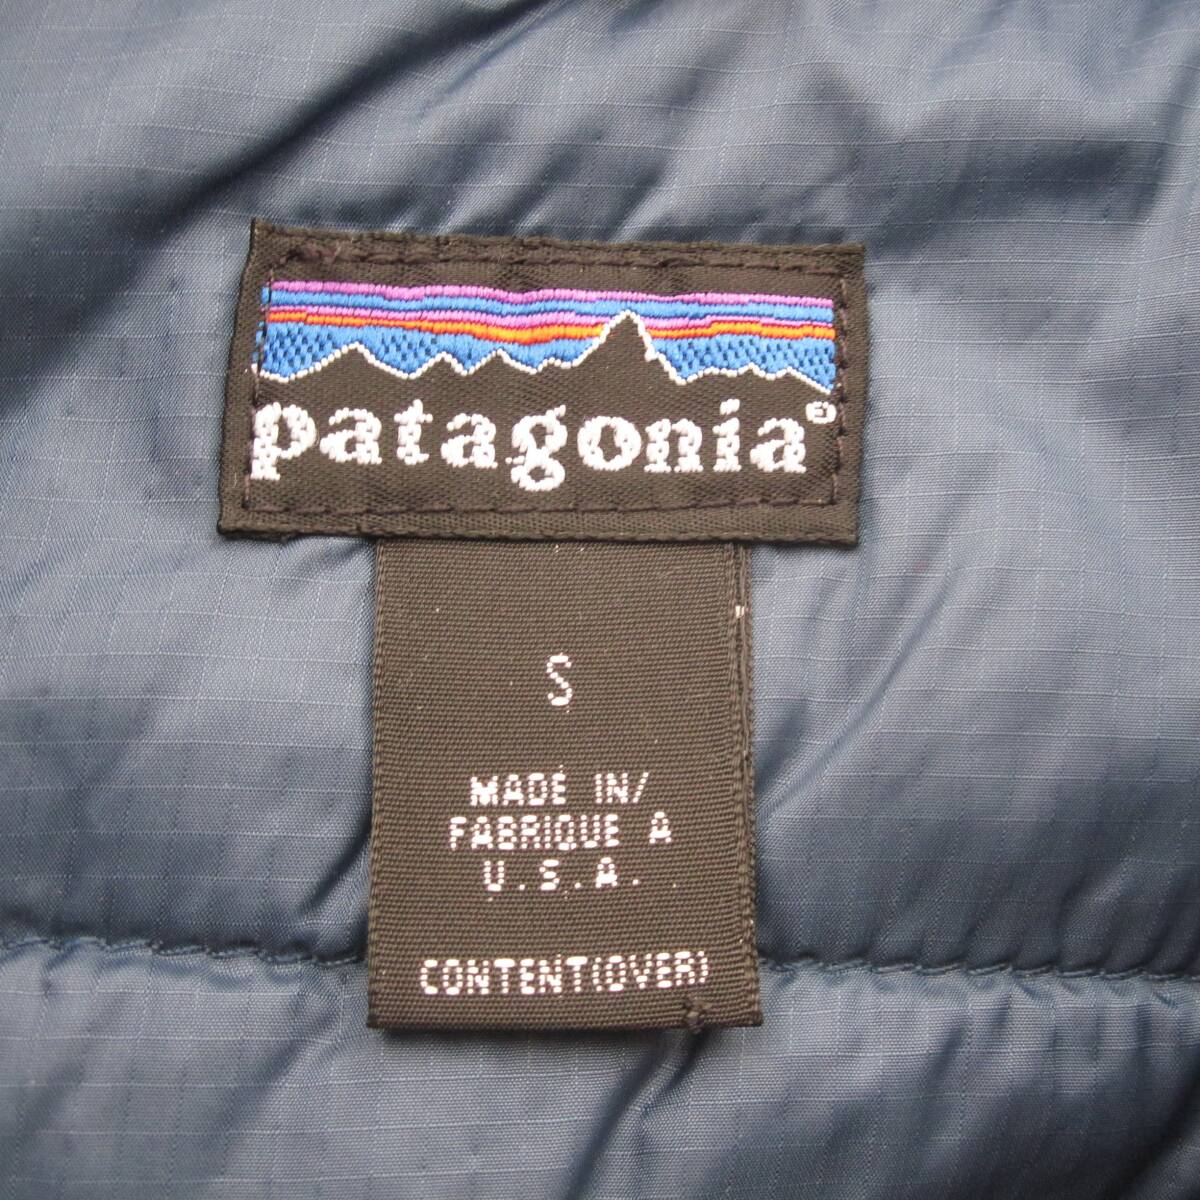 patagonia®
S
MADE IN/
FABRIQUE A
U.S.A.
CONTENT(OVER)